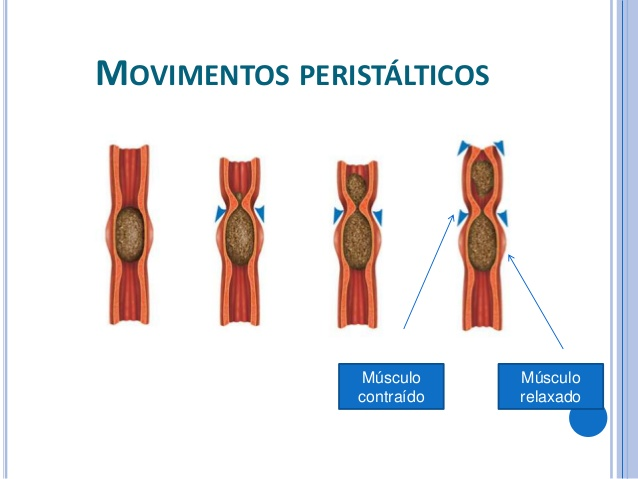 MOVIMENTOS PERISTÁLTICOS
Músculo
contraído
Músculo
relaxado